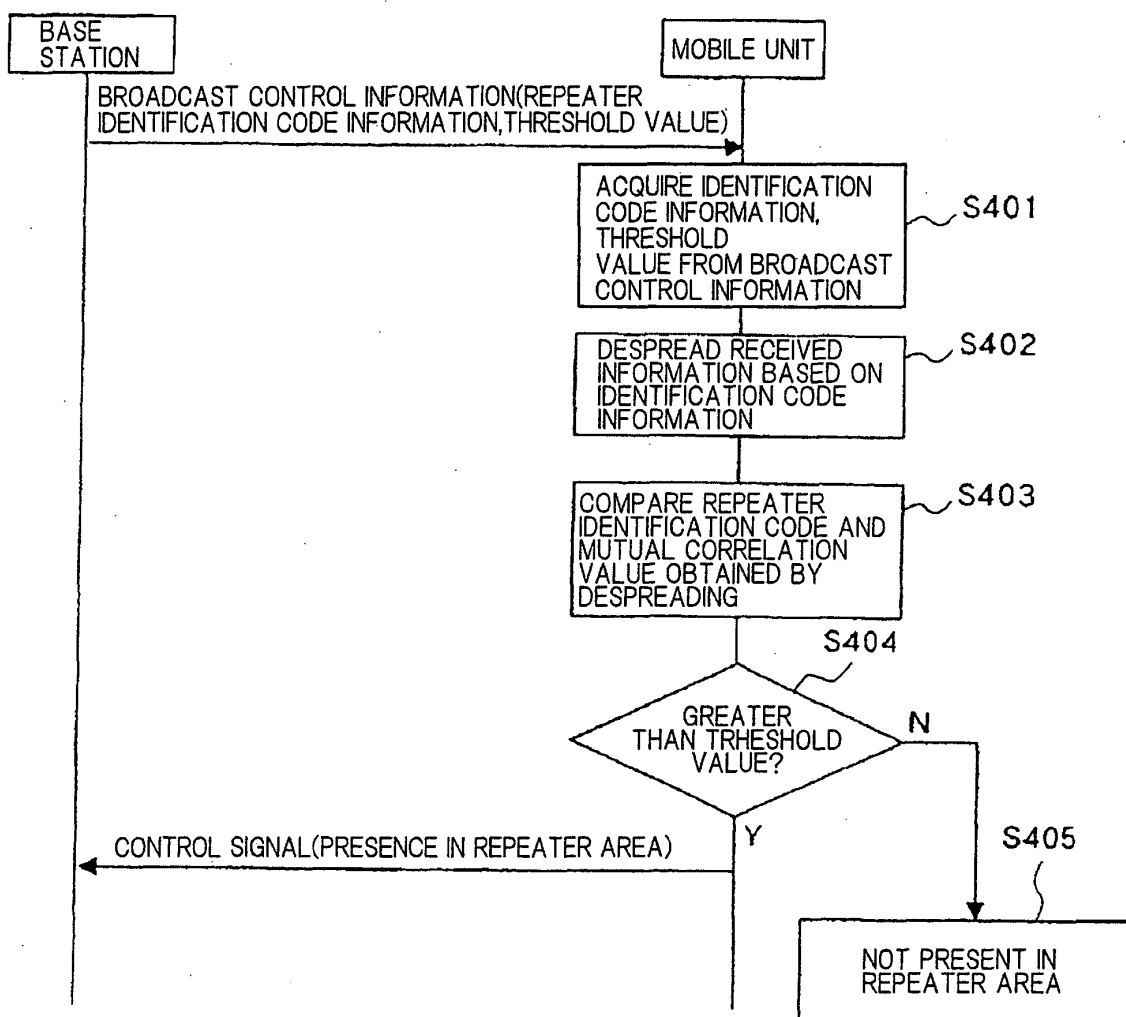 BASE
STATION
MOBILE UNIT
BROADCAST CONTROL INFORMATION(REPEATER
IDENTIFICATION CODE INFORMATION,THRESHOLD VALUE)
ACQUIRE IDENTIFICATION
CODE INFORMATION,
THRESHOLD
VALUE FROM BROADCAST
CONTROL INFORMATION
S401
DESPREAD RECEIVED
INFORMATION BASED ON
IDENTIFICATION CODE
INFORMATION
S402
COMPARE REPEATER
IDENTIFICATION CODE AND
MUTUAL CORRELATION
VALUE OBTAINED BY
DESPREADING
S403
S404
GREATER
THAN TRHESHOLD
VALUE?
N
Y
CONTROL SIGNAL(PRESENCE IN REPEATER AREA)
S405
NOT PRESENT IN
REPEATER AREA